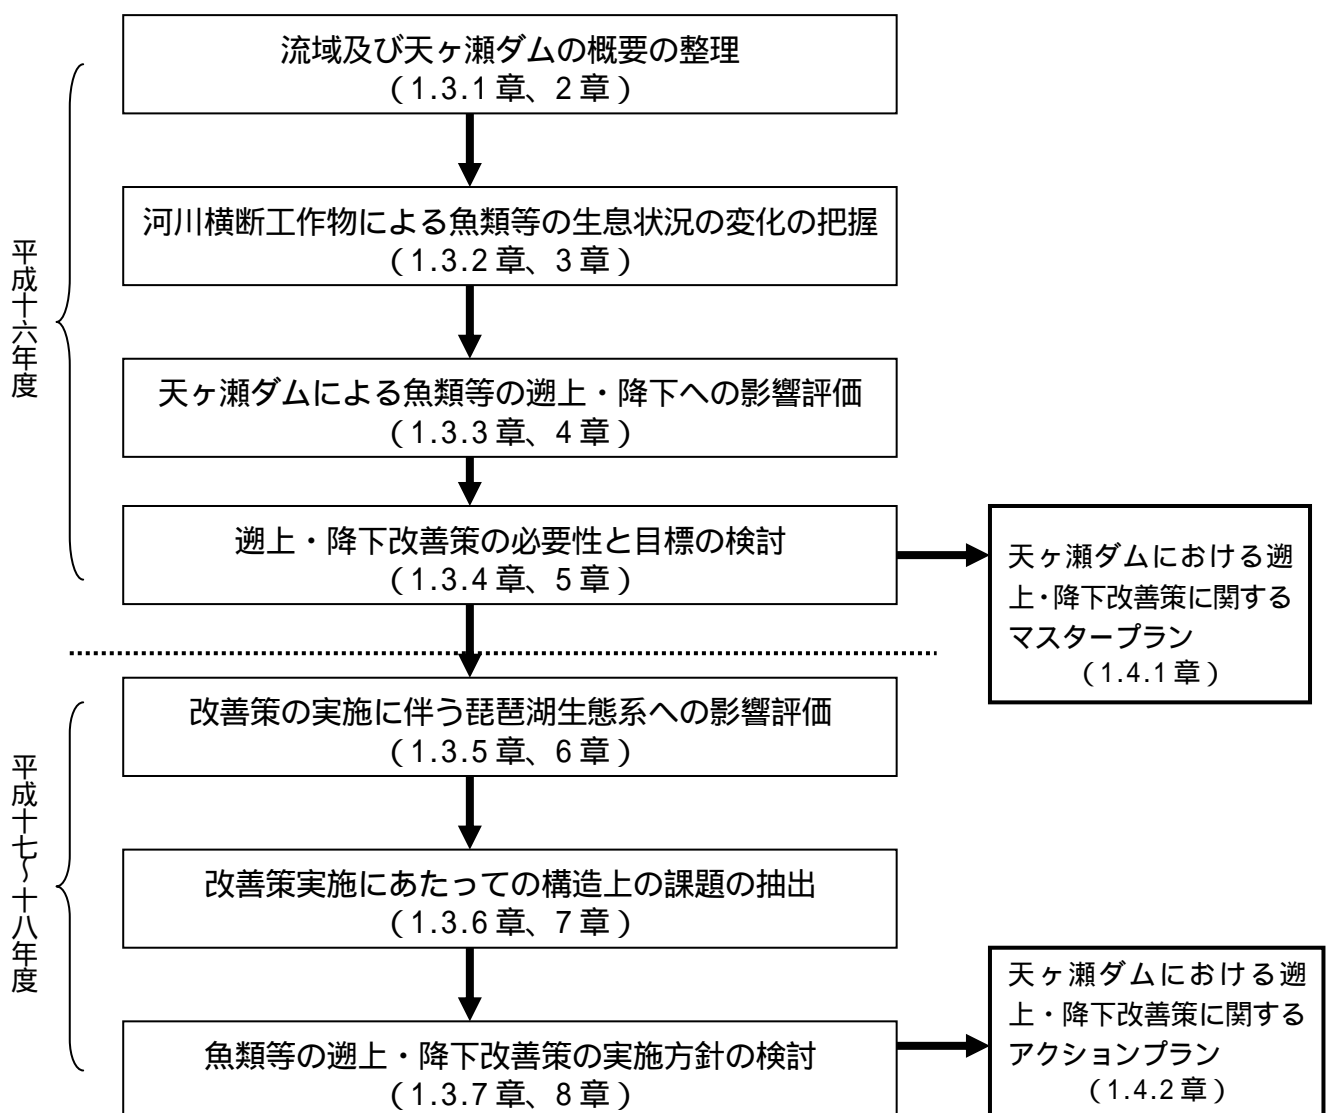 平成十六年度
流域及び天ヶ瀬ダムの概要の整理
（1.3.1 章、2 章）
河川横断工作物による魚類等の生息状況の変化の把握
（1.3.2 章、3 章）
天ヶ瀬ダムによる魚類等の遡上・降下への影響評価
（1.3.3 章、4 章）
遡上・降下改善策の必要性と目標の検討
（1.3.4 章、5 章）
天ヶ瀬ダムにおける遡
上・降下改善策に関する
マスタープラン
（1.4.1 章）
平成十七～十八年度
改善策の実施に伴う琵琶湖生態系への影響評価
（1.3.5 章、6 章）
改善策実施にあたっての構造上の課題の抽出
（1.3.6 章、7 章）
魚類等の遡上・降下改善策の実施方針の検討
（1.3.7 章、8 章）
天ヶ瀬ダムにおける遡
上・降下改善策に関する
アクションプラン
（1.4.2 章）